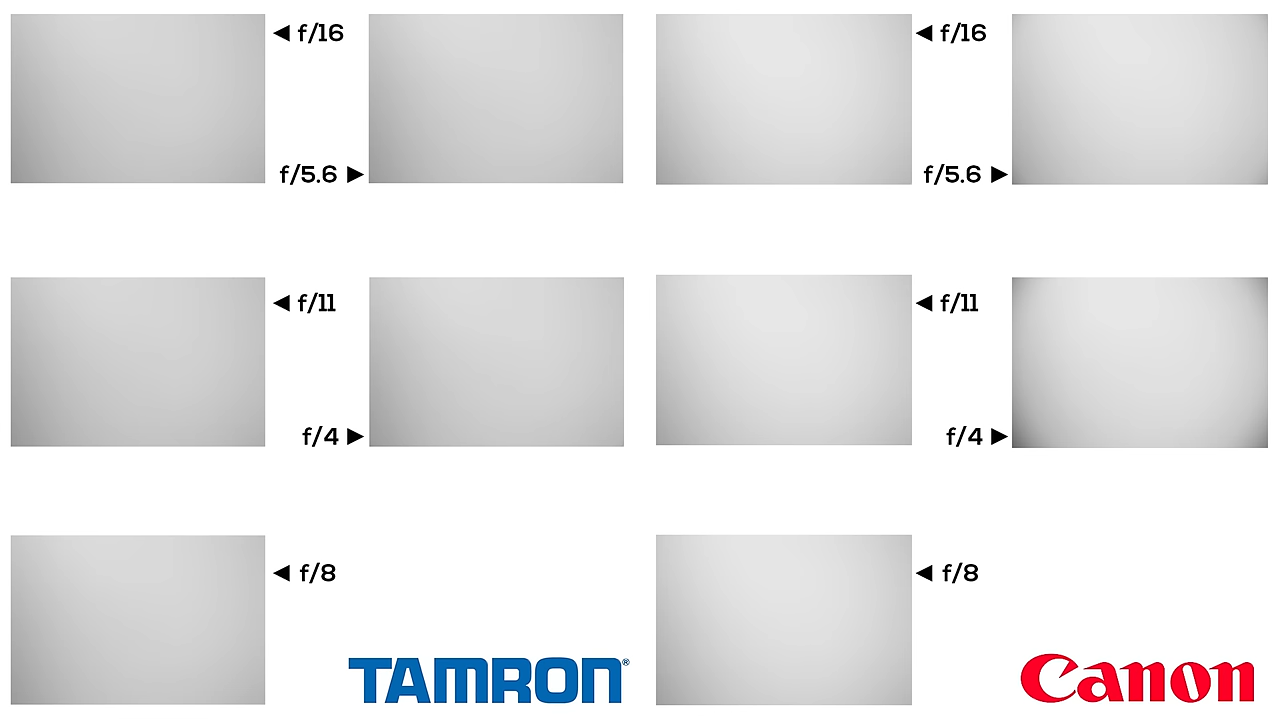 ◄ f/16
f/5.6 ►
◄ f/11
f/4 ►
◄ f/8
TAMRON®
◄ f/16
f/5.6 ►
◄ f/11
f/4 ►
◄ f/8
Canon